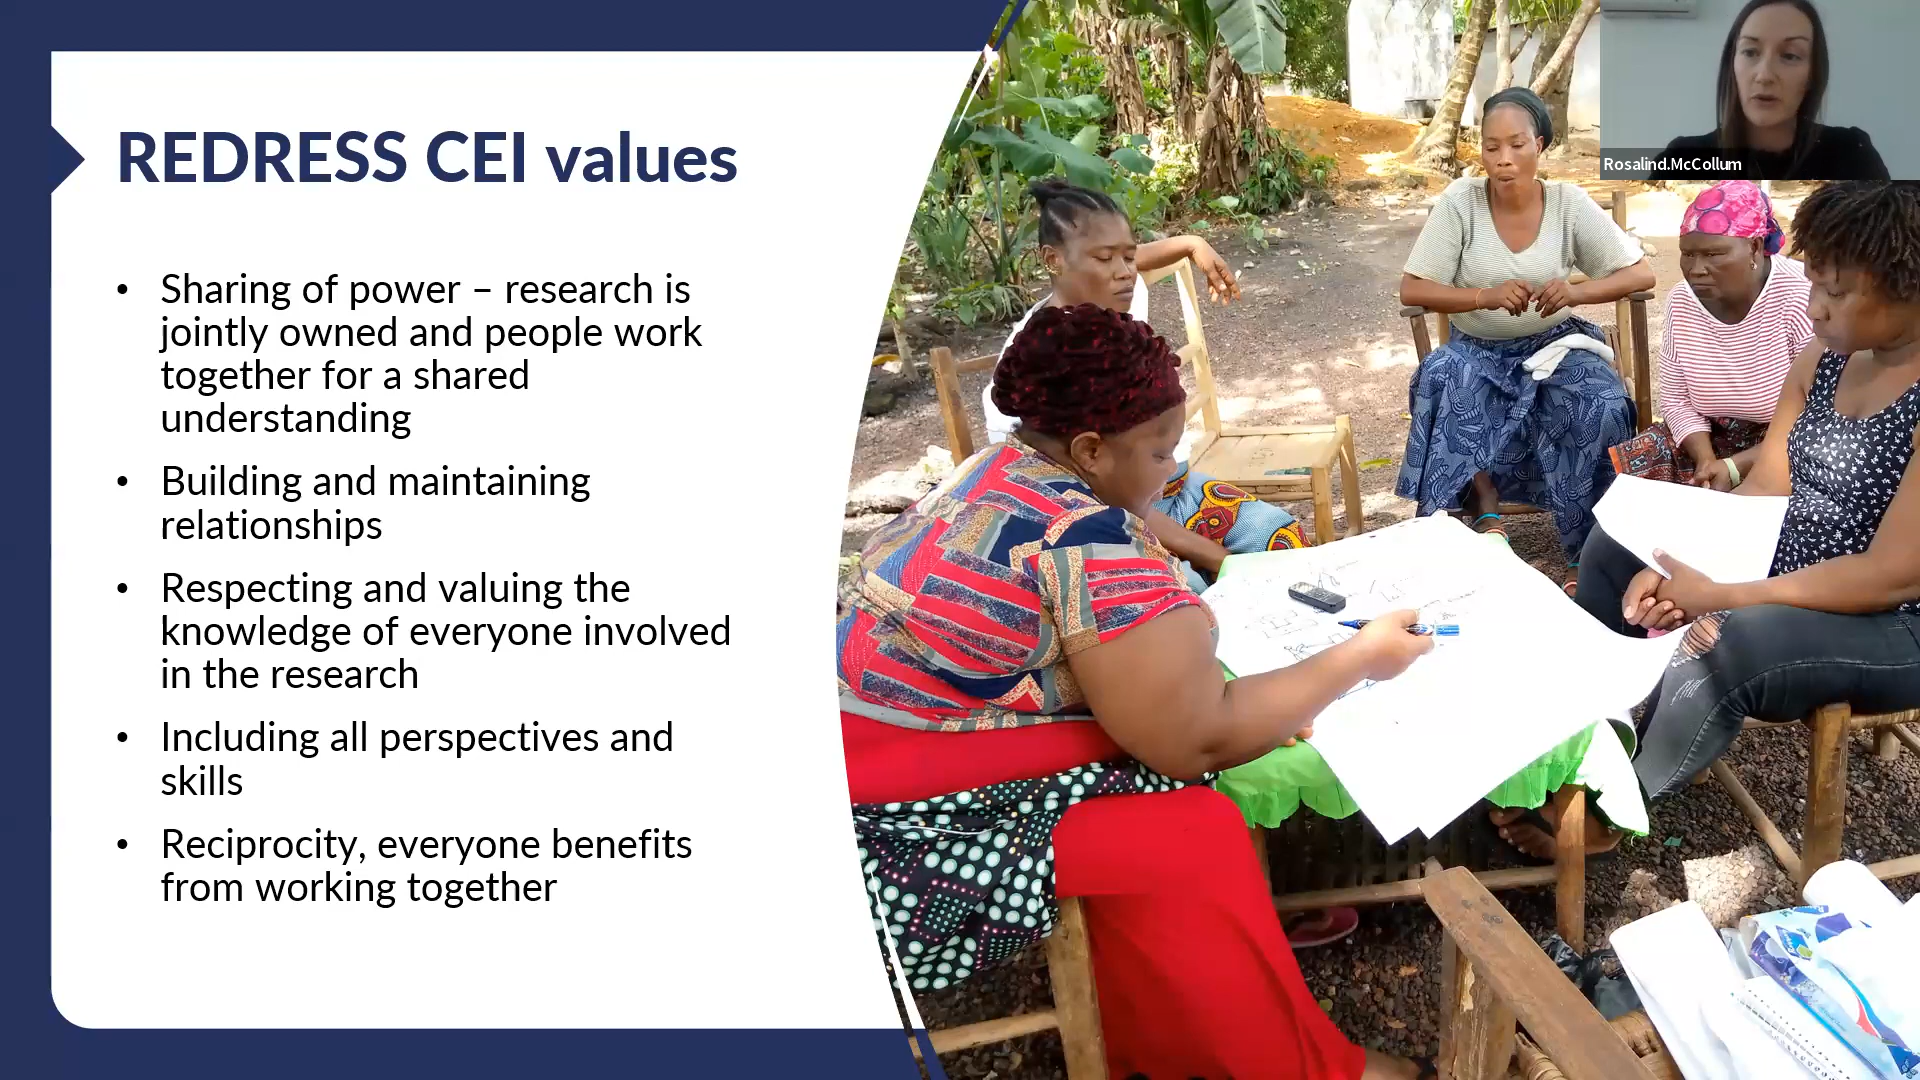 REDRESS CEI values
• Sharing of power – research is
jointly owned and people work
together for a shared
understanding
• Building and maintaining
relationships
• Respecting and valuing the
knowledge of everyone involved
in the research
• Including all perspectives and
skills
• Reciprocity, everyone benefits
from working together
Rosalind.McCollum